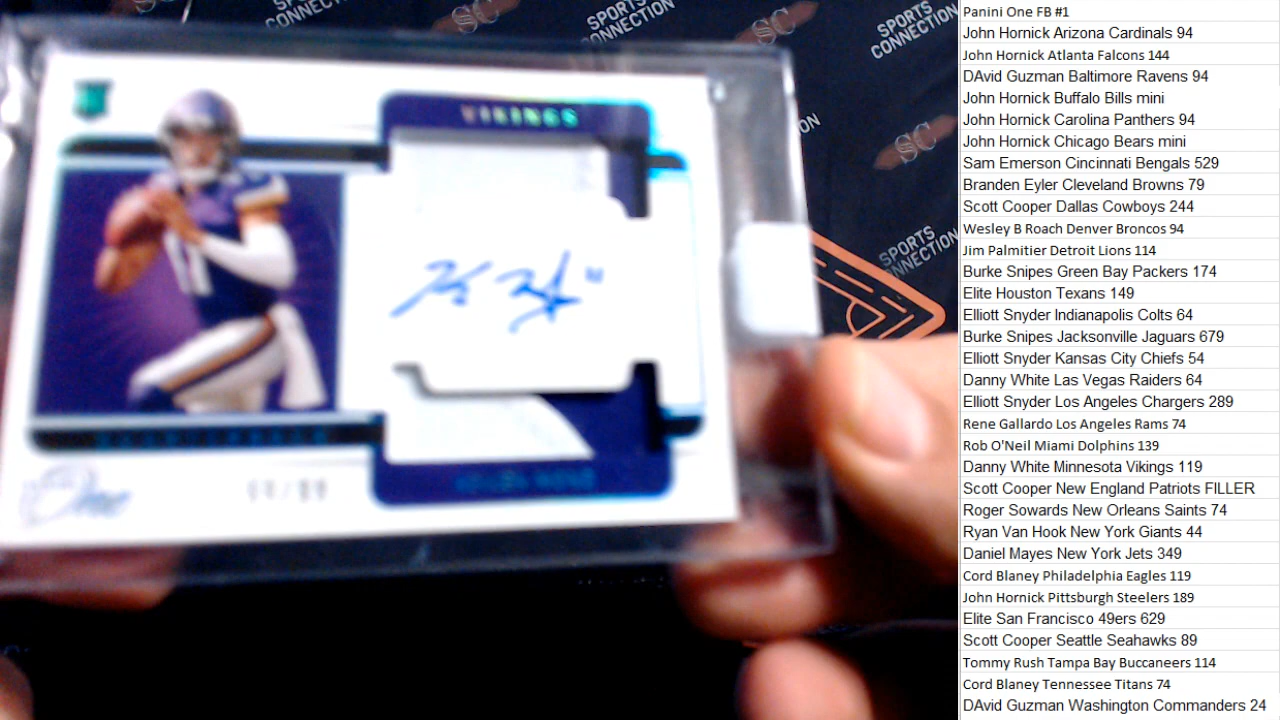 VIKINGS
SPORTS
CONNECTION
SC
SPORTS
CONNECTION
SC
SPORTS
CONNECTION
SC
SPORTS
One
Panini One FB #1
John Hornick Arizona Cardinals 94
John Hornick Atlanta Falcons 144
DAvid Guzman Baltimore Ravens 94
John Hornick Buffalo Bills mini
John Hornick Carolina Panthers 94
John Hornick Chicago Bears mini
Sam Emerson Cincinnati Bengals 529
Branden Eyler Cleveland Browns 79
Scott Cooper Dallas Cowboys 244
Wesley B Roach Denver Broncos 94
Jim Palmitier Detroit Lions 114
Burke Snipes Green Bay Packers 174
Elite Houston Texans 149
Elliott Snyder Indianapolis Colts 64
Burke Snipes Jacksonville Jaguars 679
Elliott Snyder Kansas City Chiefs 54
Danny White Las Vegas Raiders 64
Elliott Snyder Los Angeles Chargers 289
Rene Gallardo Los Angeles Rams 74
Rob O'Neil Miami Dolphins 139
Danny White Minnesota Vikings 119
Scott Cooper New England Patriots FILLER
Roger Sowards New Orleans Saints 74
Ryan Van Hook New York Giants 44
Daniel Mayes New York Jets 349
Cord Blaney Philadelphia Eagles 119
John Hornick Pittsburgh Steelers 189
Elite San Francisco 49ers 629
Scott Cooper Seattle Seahawks 89
Tommy Rush Tampa Bay Buccaneers 114
Cord Blaney Tennessee Titans 74
DAvid Guzman Washington Commanders 24